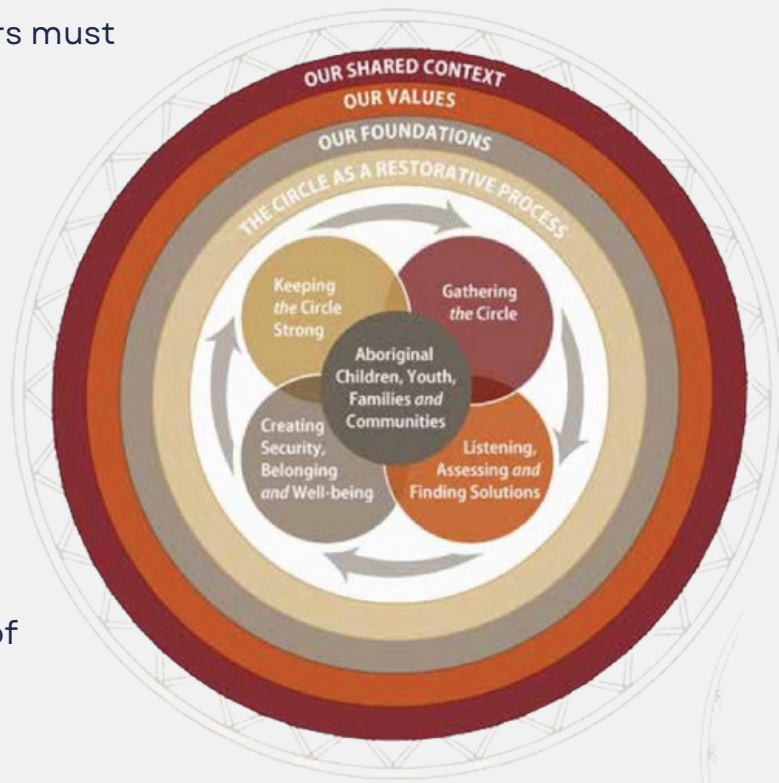 rs must
OUR SHARED CONTEXT
OUR VALUES
OUR FOUNDATIONS
THE CIRCLE AS A RESTORATIVE PROCESS
Keeping
the Circle
Strong
Gathering
the Circle
Aboriginal
Children, Youth,
Families and
Communities
Creating
Security,
Belonging
and Well-being
Listening,
Assessing and
Finding Solutions
of